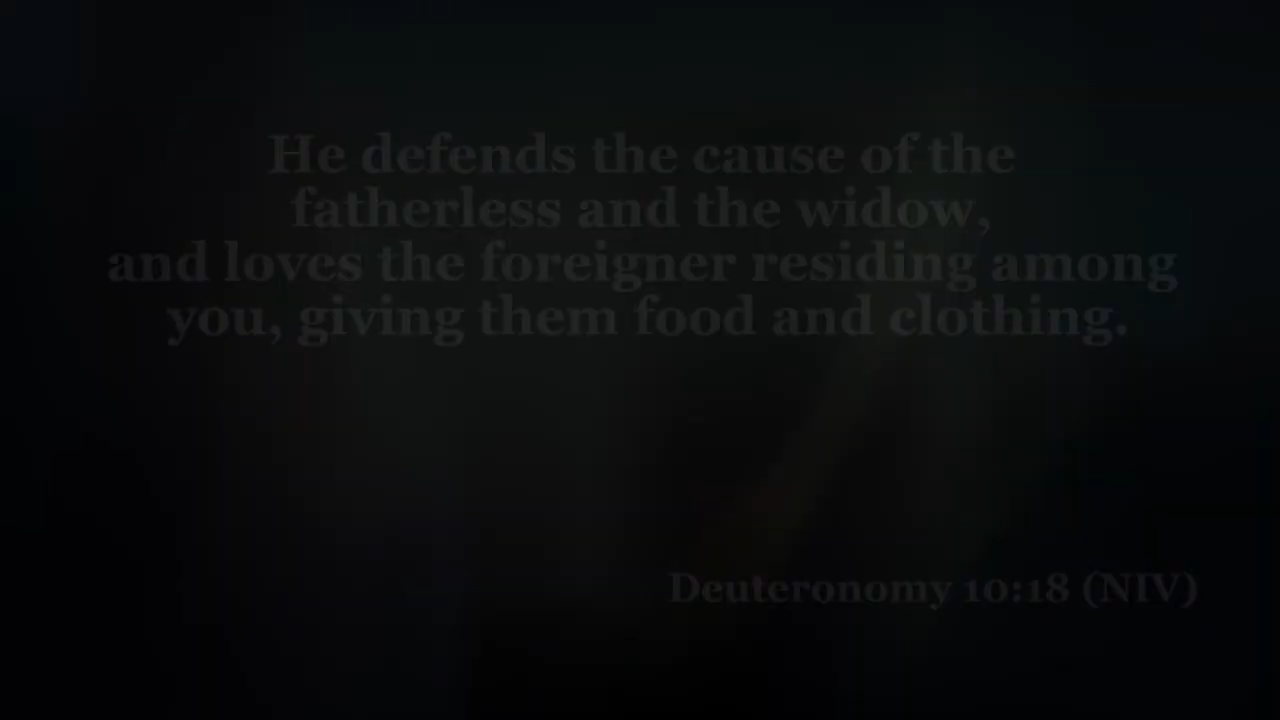 He defends the cause of the
fatherless and the widow,
and loves the foreigner residing among
you, giving them food and clothing.
Deuteronomy 10:18 (NIV)